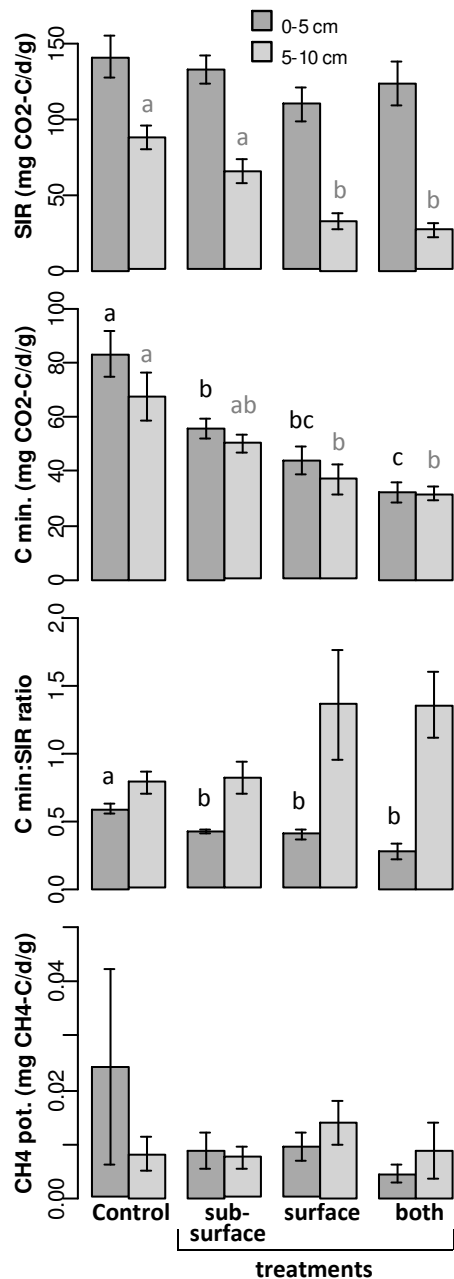 0-5 cm
5-10 cm
SIR (mg CO2-C/d/g)
0 50 100 150
a a b b
C min. (mg CO2-C/d/g)
0 20 40 60 80 100
a a b ab bc b c b
C min:SIR ratio
0.0 0.5 1.0 1.5 2.0
a b b b
CH4 pot. (mg CH4-C/d/g)
0.00 0.02 0.04
Control sub-surface surface both
treatments